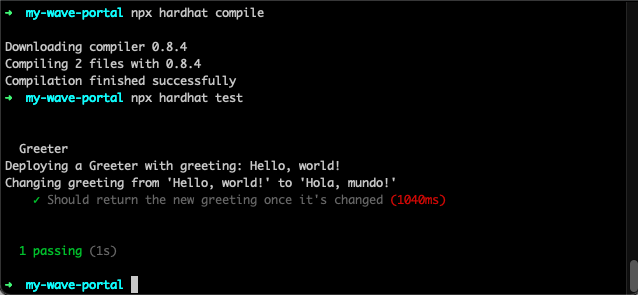 ➜ my-wave-portal npx hardhat compile
Downloading compiler 0.8.4
Compiling 2 files with 0.8.4
Compilation finished successfully
➜ my-wave-portal npx hardhat test
Greeter
Deploying a Greeter with greeting: Hello, world!
Changing greeting from 'Hello, world!' to 'Hola, mundo!'
✓ Should return the new greeting once it's changed (1040ms)
1 passing (1s)
➜ my-wave-portal